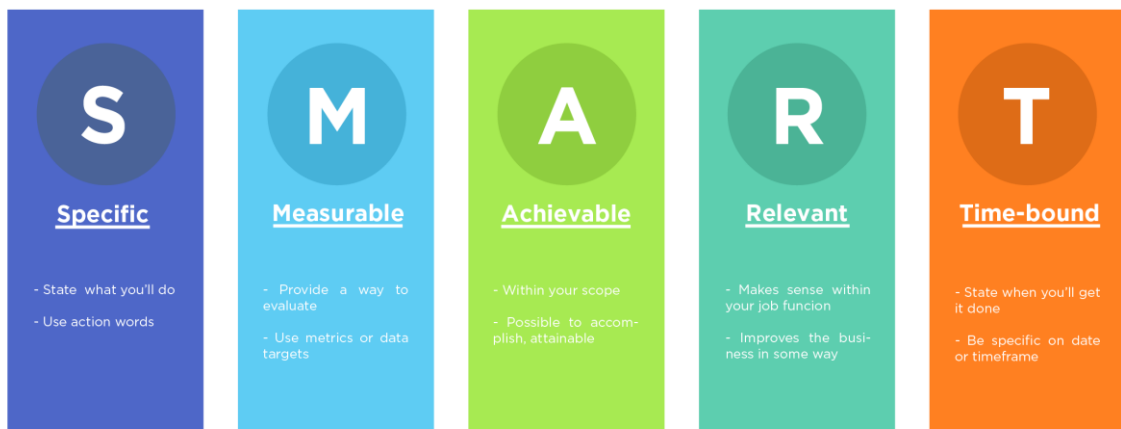 S
Specific
- State what you'll do
- Use action words
M
Measurable
- Provide a way to
evaluate
- Use metrics or data
targets
A
Achievable
- Within your scope
- Possible to accom-
plish, attainable
R
Relevant
- Makes sense within
your job funcion
- Improves the busi-
ness in some way
T
Time-bound
- State when you'll get
it done
- Be specific on date
or timeframe